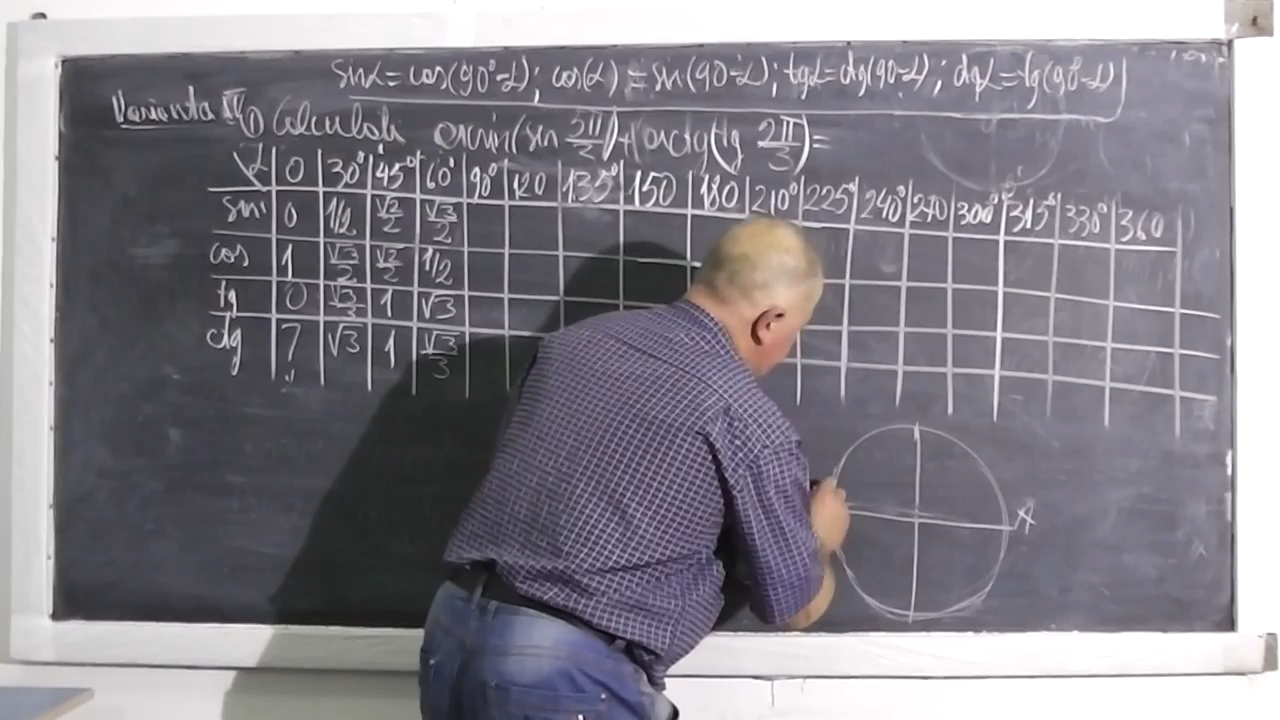 sinα=cos(90°-α); cos(α)=sin(90-α); tgα=ctg(90-α); ctgα=tg(90°-α)
Varianta IV 1) Calculati arcsin(sin 5π/2)+arctg(tg 2π/3)=
α 0 30° 45° 60° 90° 120 135° 150 180 210° 225° 240° 270 300° 315° 330° 360
sin 0 1/2 √2/2 √3/2
cos 1 √3/2 √2/2 1/2
tg 0 √3/3 1 √3
ctg ? √3 1 √3/3
A